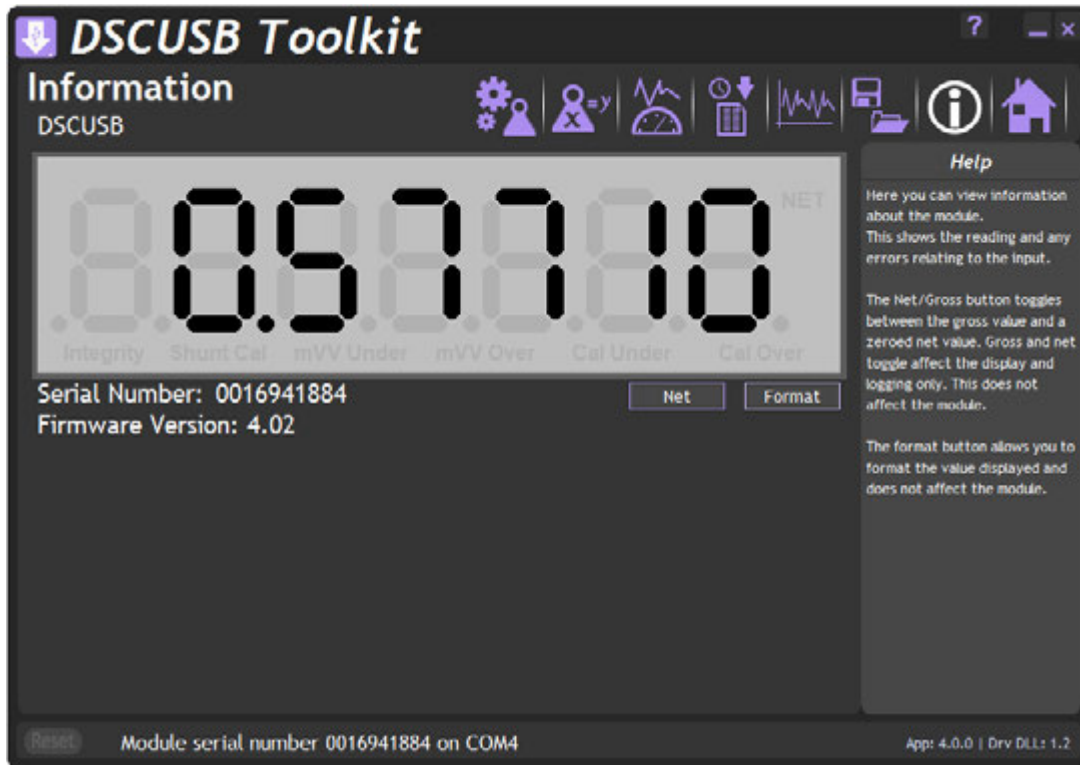 DSCUSB Toolkit
?
Information
DSCUSB
x
=y
i
0.57710
NET
Integrity Shunt Cal mVV Under mVV Over Cal Under Cal Over
Serial Number: 0016941884
Net Format
Firmware Version: 4.02
Help
Here you can view information
about the module.
This shows the reading and any
errors relating to the input.
The Net/Gross button toggles
between the gross value and a
zeroed net value. Gross and net
toggle affect the display and
logging only. This does not
affect the module.
The format button allows you to
format the value displayed and
does not affect the module.
Reset
Module serial number 0016941884 on COM4
App: 4.0.0 | Drv DLL: 1.2